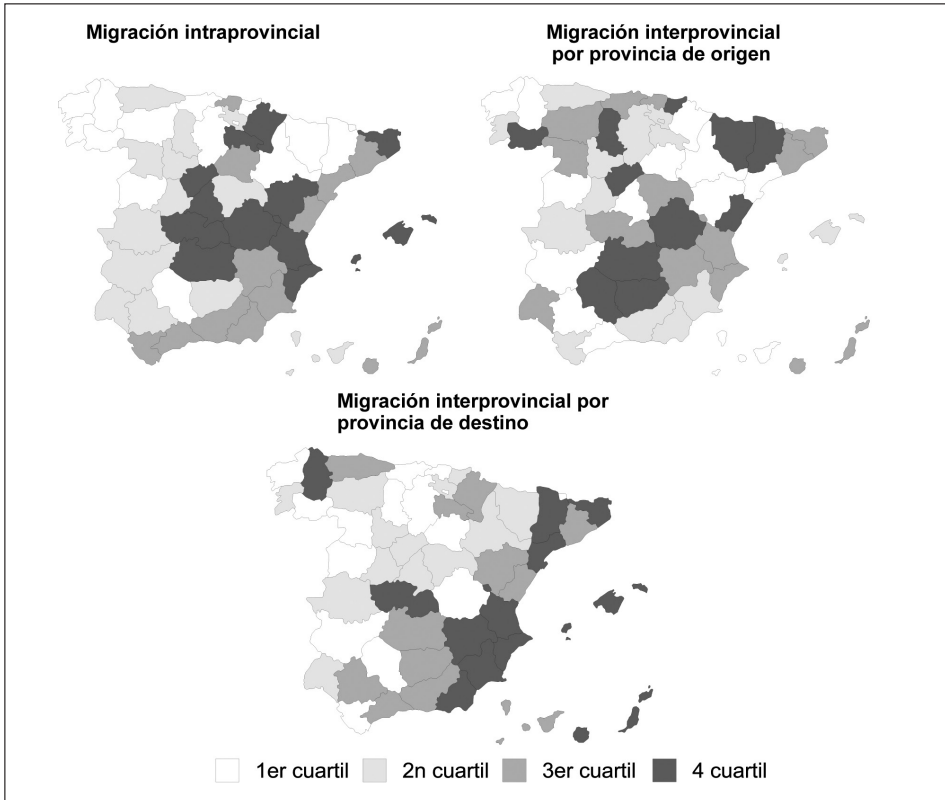 Migración intraprovincial
Migración interprovincial
por provincia de origen
Migración interprovincial por
provincia de destino
1er cuartil
2n cuartil
3er cuartil
4 cuartil